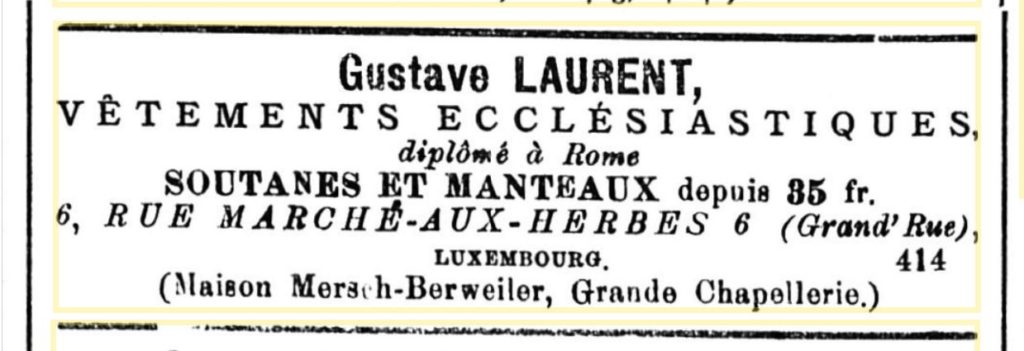 Gustave LAURENT,
VÊTEMENTS ECCLÉSIASTIQUES,
diplômé à Rome
SOUTANES ET MANTEAUX depuis 35 fr.
6, RUE MARCHÉ-AUX-HERBES 6 (Grand'Rue),
LUXEMBOURG. 414
(Maison Mersch-Berweiler, Grande Chapellerie.)